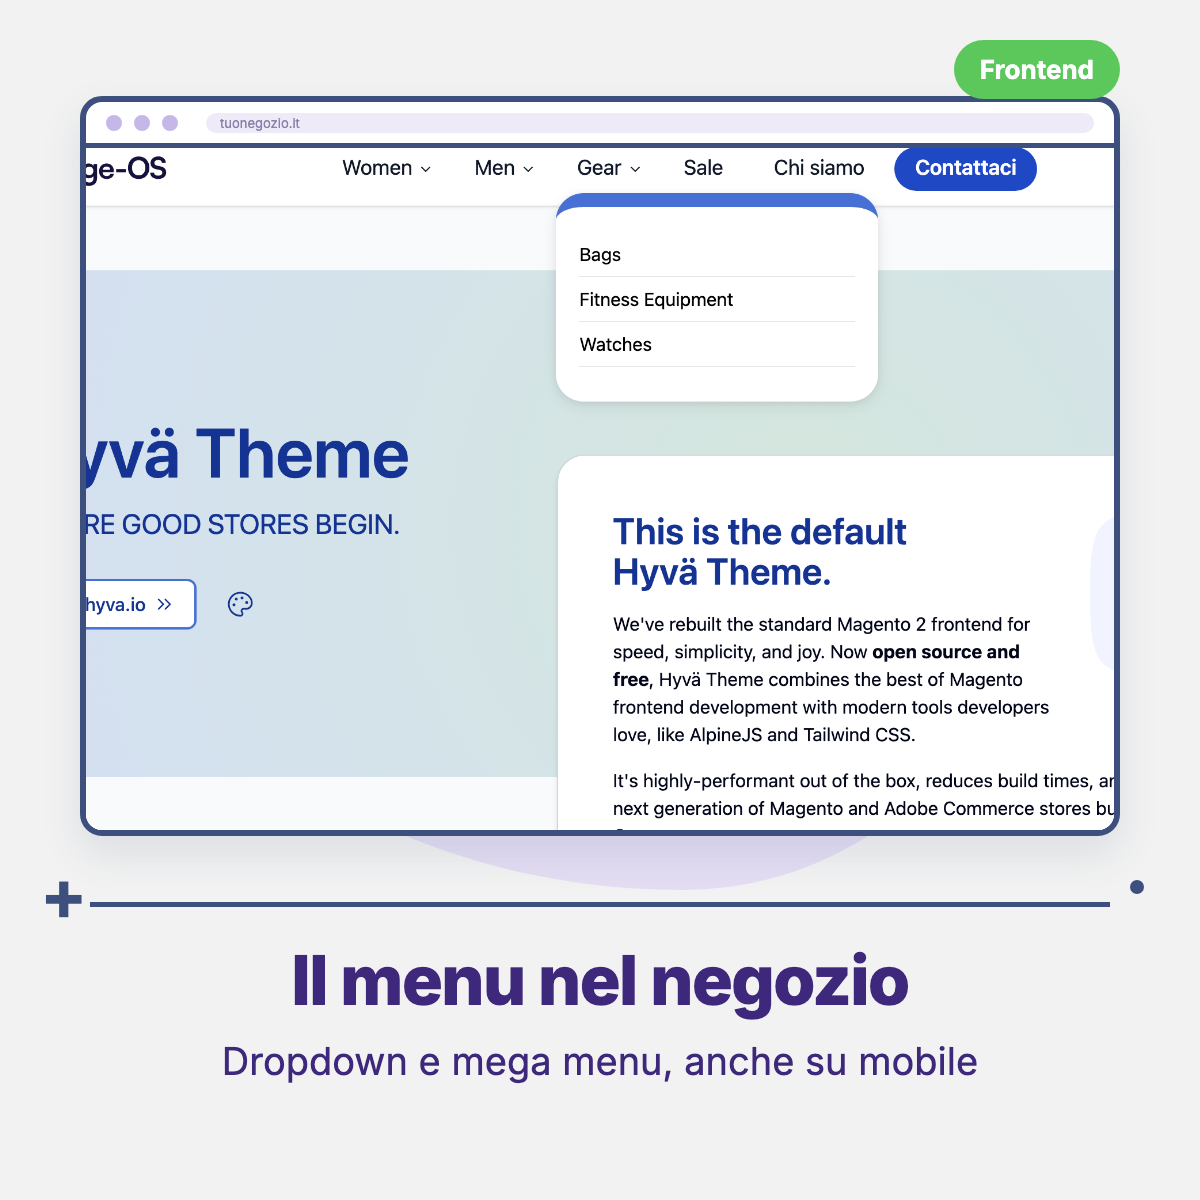 Frontend
tuonegozio.it
ge-OS
Women
Men
Gear
Sale
Chi siamo
Contattaci
Bags
Fitness Equipment
Watches
yvä Theme
RE GOOD STORES BEGIN.
hyva.io
This is the default
Hyvä Theme.
We've rebuilt the standard Magento 2 frontend for
speed, simplicity, and joy. Now open source and
free, Hyvä Theme combines the best of Magento
frontend development with modern tools developers
love, like AlpineJS and Tailwind CSS.
It's highly-performant out of the box, reduces build times, ar
next generation of Magento and Adobe Commerce stores bu
Il menu nel negozio
Dropdown e mega menu, anche su mobile